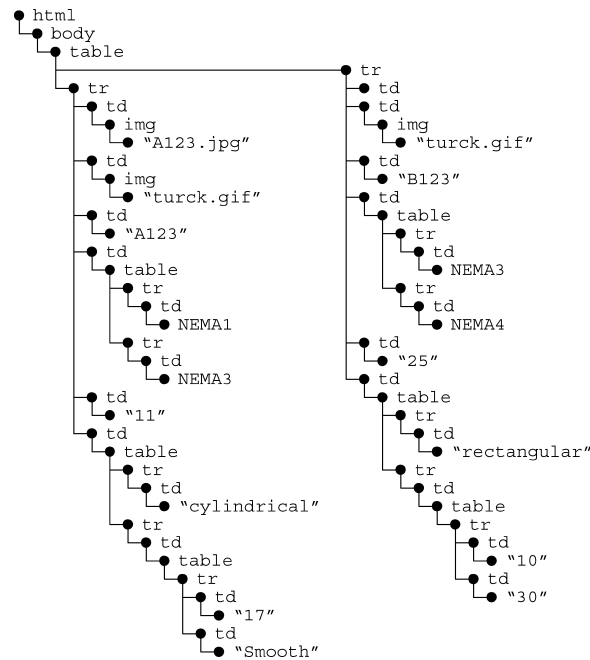 html
body
table
tr
td
img
“A123.jpg”
td
img
“turck.gif”
td
“A123”
td
table
tr
td
NEMA1
tr
td
NEMA3
td
“11”
td
table
tr
td
“cylindrical”
tr
td
table
tr
td
“17”
td
“Smooth”
tr
td
td
img
“turck.gif”
td
“B123”
td
table
tr
td
NEMA3
tr
td
NEMA4
td
“25”
td
table
tr
td
“rectangular”
tr
td
table
tr
td
“10”
td
“30”